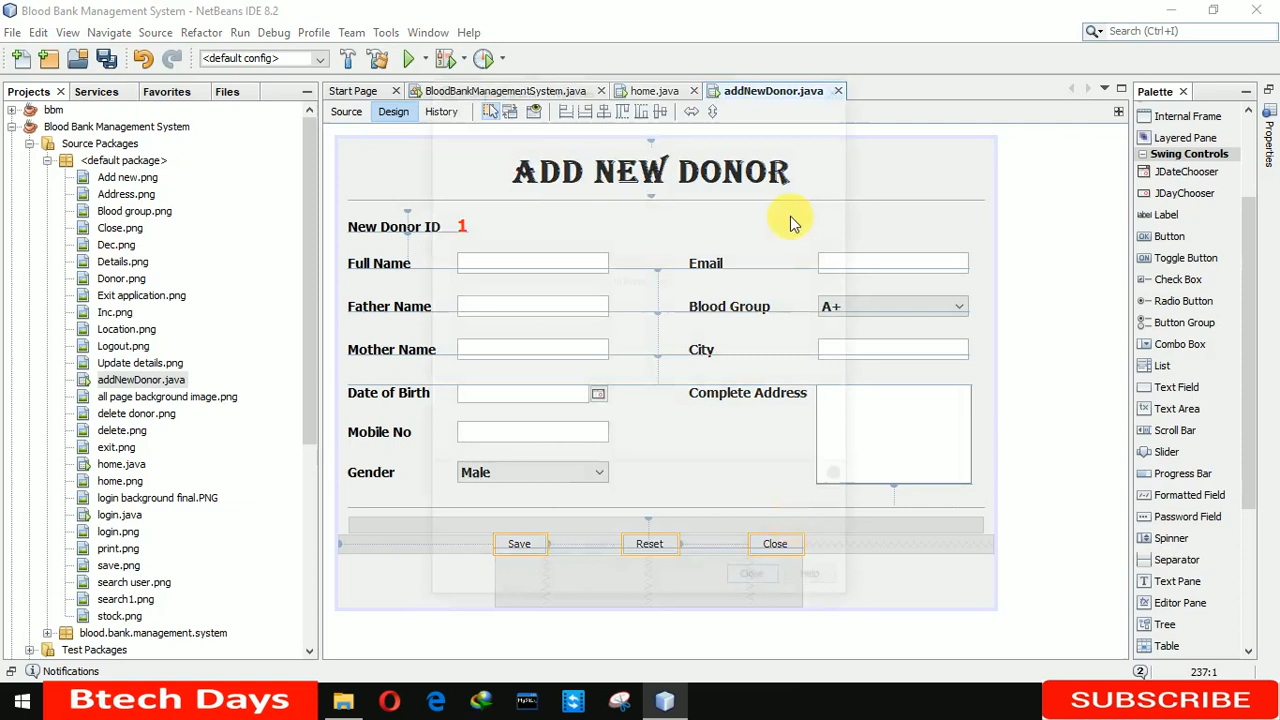 Blood Bank Management System - NetBeans IDE 8.2
File Edit View Navigate Source Refactor Run Debug Profile Team Tools Window Help
Search (Ctrl+I)
<default config>
Projects Services Favorites Files
Start Page BloodBankManagementSystem.java home.java addNewDonor.java
Palette
Source Design History
bbm
Blood Bank Management System
Source Packages
<default package>
Add new.png
Address.png
Blood group.png
Close.png
Dec.png
Details.png
Donor.png
Exit application.png
Inc.png
Location.png
Logout.png
Update details.png
addNewDonor.java
all page background image.png
delete donor.png
delete.png
exit.png
home.java
home.png
login background final.PNG
login.java
login.png
print.png
save.png
search user.png
search1.png
stock.png
blood.bank.management.system
Test Packages
ADD NEW DONOR
New Donor ID 1
Full Name Email
Father Name Blood Group A+
Mother Name City
Date of Birth Complete Address
Mobile No
Gender Male
Save Reset Close
Close Help
Internal Frame
Layered Pane
Swing Controls
JDateChooser
JDayChooser
Label
Button
Toggle Button
Check Box
Radio Button
Button Group
Combo Box
List
Text Field
Text Area
Scroll Bar
Slider
Progress Bar
Formatted Field
Password Field
Spinner
Separator
Text Pane
Editor Pane
Tree
Table
Properties
Notifications
2 237:1
Btech Days
SUBSCRIBE